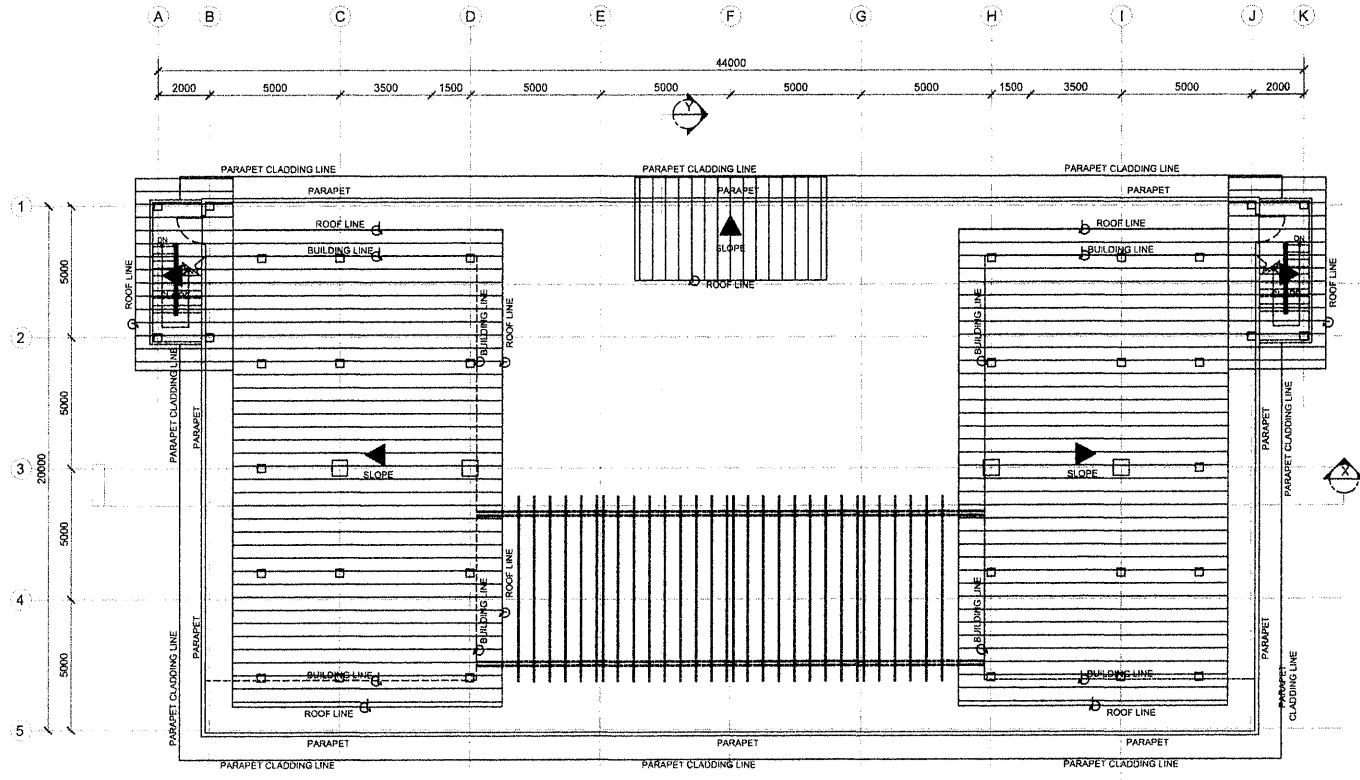 A B C D E F G H I J K
44000
2000 5000 3500 1500 5000 5000 5000 5000 1500 3500 5000 2000
Y
PARAPET CLADDING LINE PARAPET CLADDING LINE PARAPET CLADDING LINE
PARAPET PARAPET PARAPET
1
ROOF LINE ROOF LINE
DN SLOPE DN
BUILDING LINE BUILDING LINE
5000
ROOF LINE ROOF LINE ROOF LINE
BUILDING LINE ROOF LINE BUILDING LINE
2
5000
PARAPET CLADDING LINE PARAPET PARAPET PARAPET CLADDING LINE
3
20000
SLOPE SLOPE
X
5000
ROOF LINE
4
BUILDING LINE BUILDING LINE
5000
PARAPET CLADDING LINE PARAPET PARAPET PARAPET CLADDING LINE
BUILDING LINE BUILDING LINE
ROOF LINE ROOF LINE
5
PARAPET PARAPET PARAPET
PARAPET CLADDING LINE PARAPET CLADDING LINE PARAPET CLADDING LINE